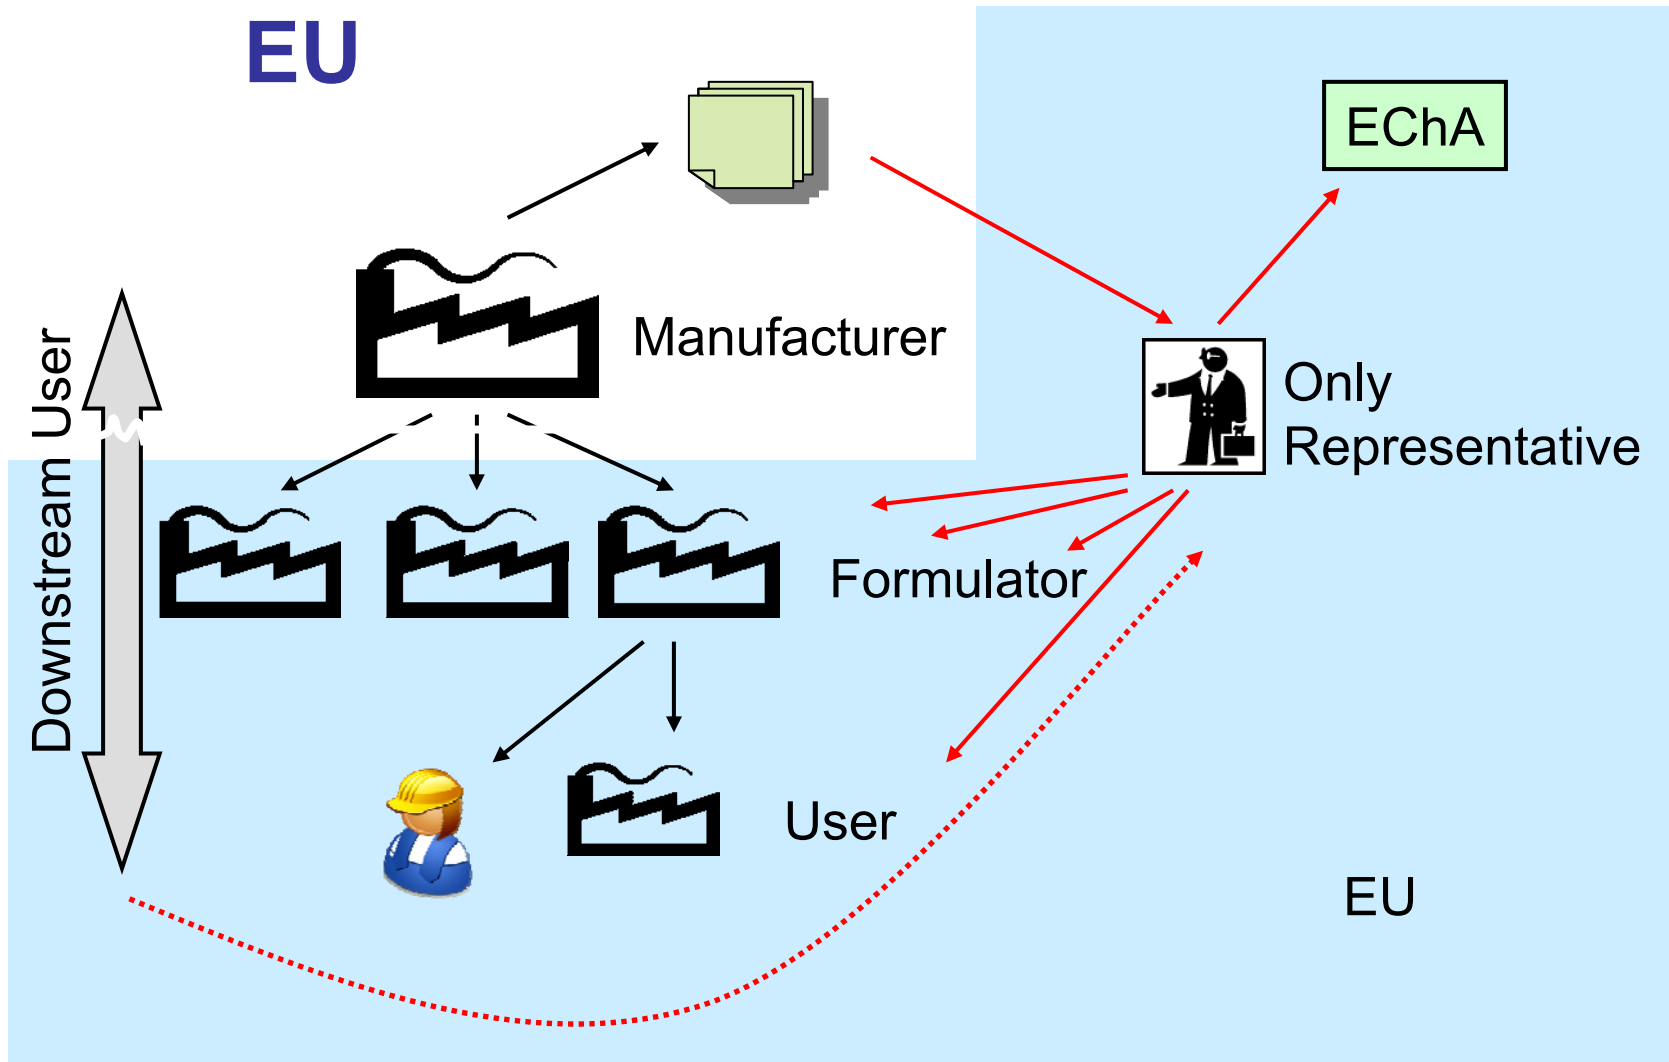 EU
EChA
Manufacturer
Only
Representative
Downstream User
Formulator
User
EU